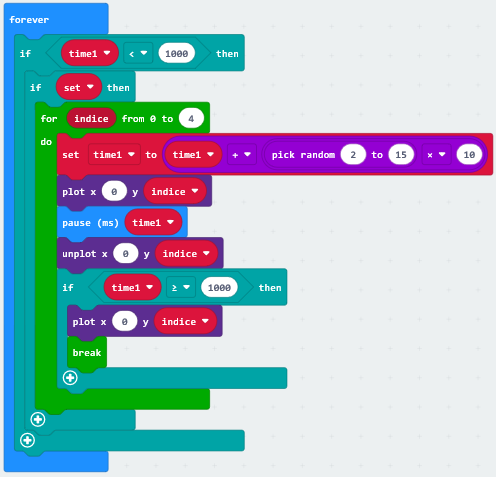 forever
if time1 < 1000 then
if set then
for indice from 0 to 4
do
set time1 to time1 + pick random 2 to 15 × 10
plot x 0 y indice
pause (ms) time1
unplot x 0 y indice
if time1 ≥ 1000 then
plot x 0 y indice
break